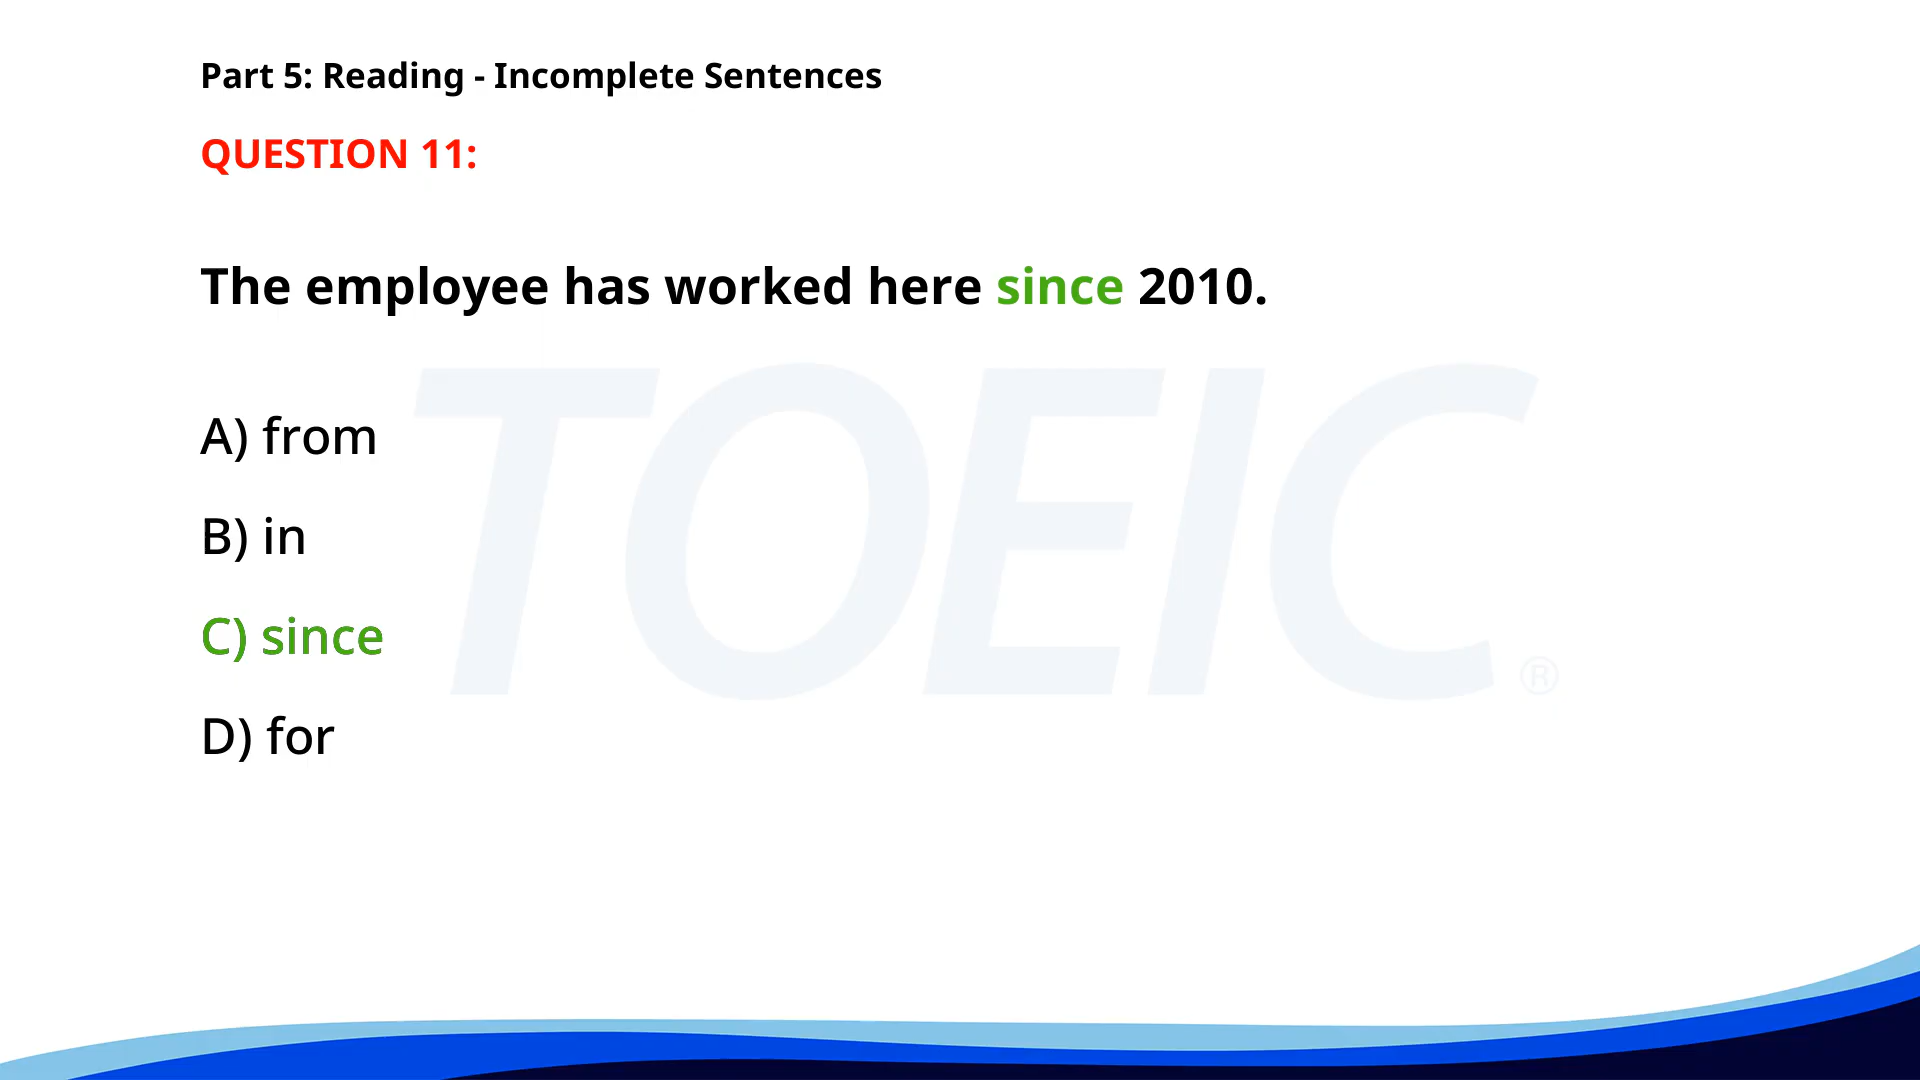 Part 5: Reading - Incomplete Sentences
QUESTION 11:
The employee has worked here since 2010.
TOEIC®
A) from
B) in
C) since
D) for